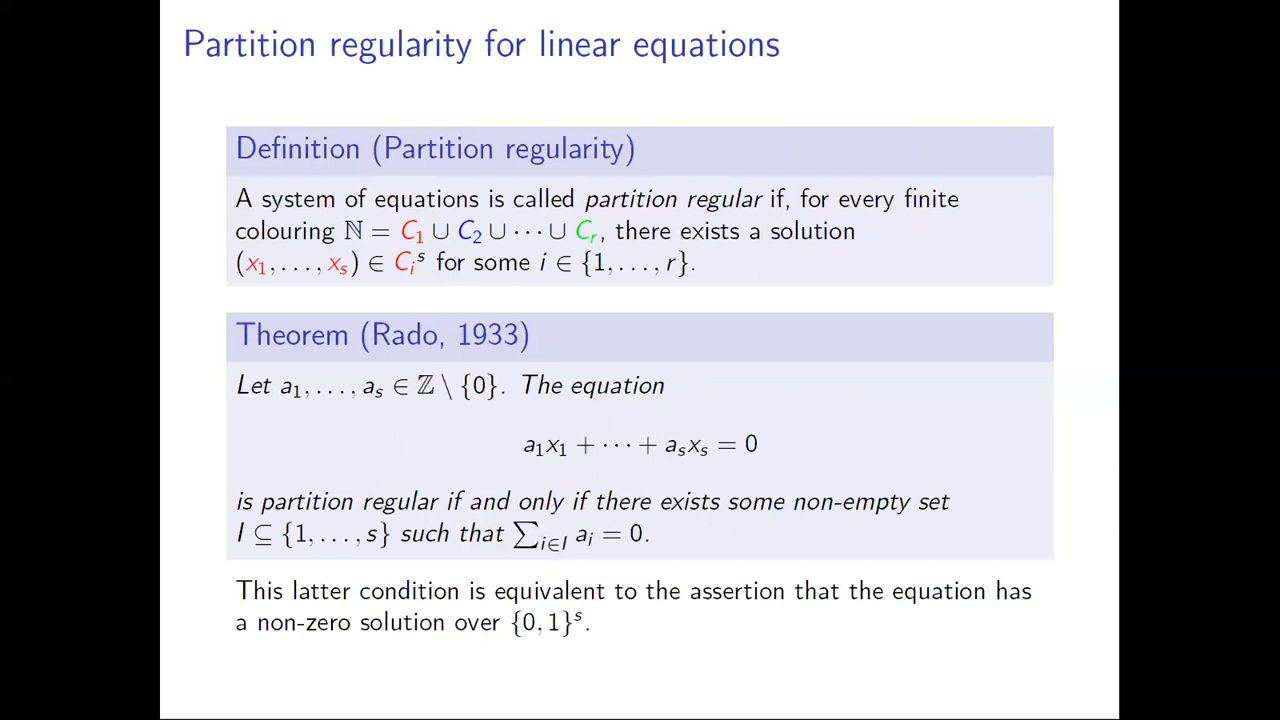 Partition regularity for linear equations
Definition (Partition regularity)
A system of equations is called partition regular if, for every finite
colouring ℕ = C₁ ∪ C₂ ∪ ⋯ ∪ Cᵣ, there exists a solution
(x₁, . . . , xₛ) ∈ Cᵢˢ for some i ∈ {1, . . . , r}.
Theorem (Rado, 1933)
Let a₁, . . . , aₛ ∈ ℤ \ {0}. The equation
a₁x₁ + ⋯ + aₛxₛ = 0
is partition regular if and only if there exists some non-empty set
I ⊆ {1, . . . , s} such that ∑ᵢ∈I aᵢ = 0.
This latter condition is equivalent to the assertion that the equation has
a non-zero solution over {0, 1}ˢ.